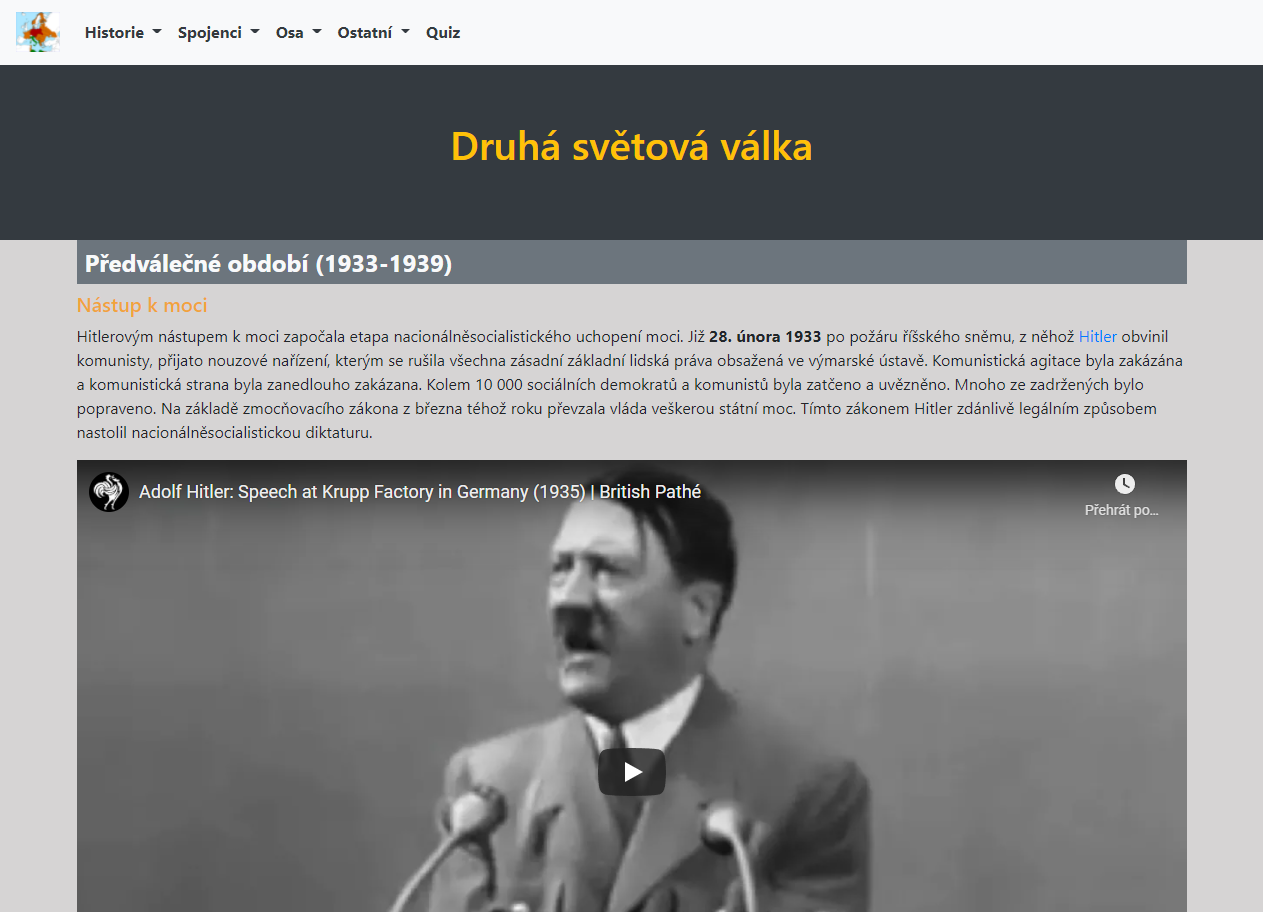 Historie Spojenci Osa Ostatní Quiz
Druhá světová válka
Předválečné období (1933-1939)
Nástup k moci
Hitlerovým nástupem k moci započala etapa nacionálněsocialistického uchopení moci. Již 28. února 1933 po požáru říšského sněmu, z něhož Hitler obvinil
komunisty, přijato nouzové nařízení, kterým se rušila všechna zásadní základní lidská práva obsažená ve výmarské ústavě. Komunistická agitace byla zakázána
a komunistická strana byla zanedlouho zakázana. Kolem 10 000 sociálních demokratů a komunistů byla zatčeno a uvězněno. Mnoho ze zadržených bylo
popraveno. Na základě zmocňovacího zákona z března téhož roku převzala vláda veškerou státní moc. Tímto zákonem Hitler zdánlivě legálním způsobem
nastolil nacionálněsocialistickou diktaturu.
Adolf Hitler: Speech at Krupp Factory in Germany (1935) | British Pathé
Přehrát po...